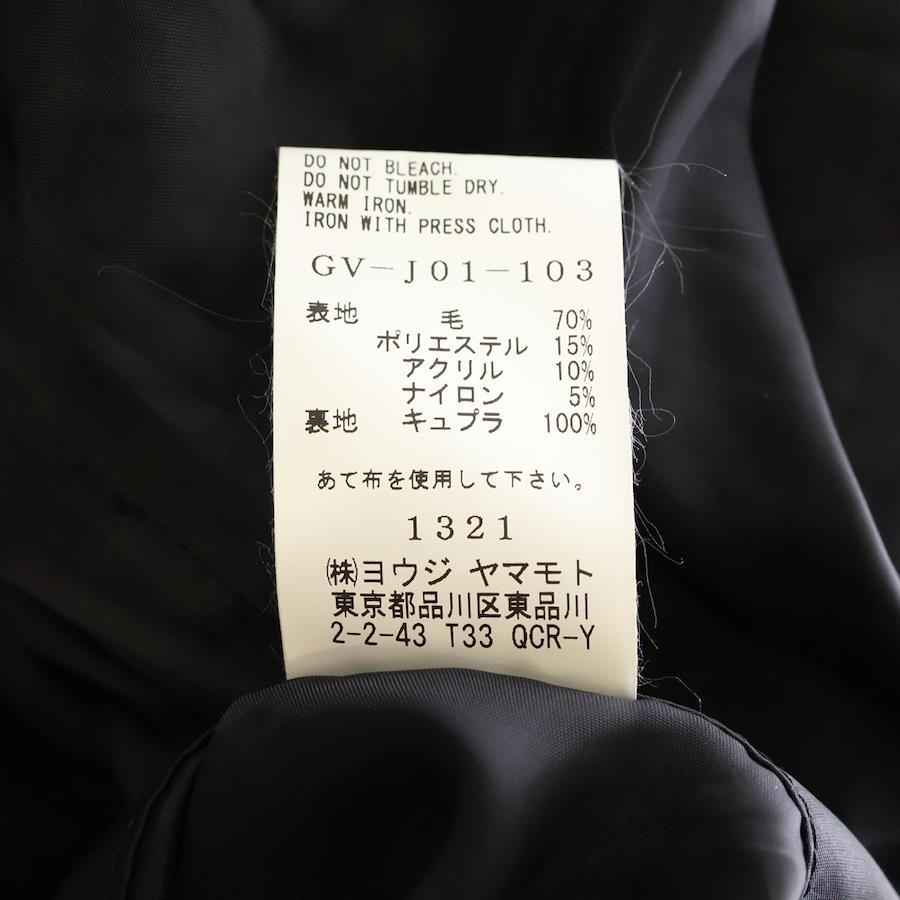 DO NOT BLEACH.
DO NOT TUMBLE DRY.
WARM IRON.
IRON WITH PRESS CLOTH.
GV-J01-103
表地 毛 70%
ポリエステル 15%
アクリル 10%
ナイロン 5%
裏地 キュプラ 100%
あて布を使用して下さい。
1321
㈱ヨウジ ヤマモト
東京都品川区東品川
2-2-43 T33 QCR-Y